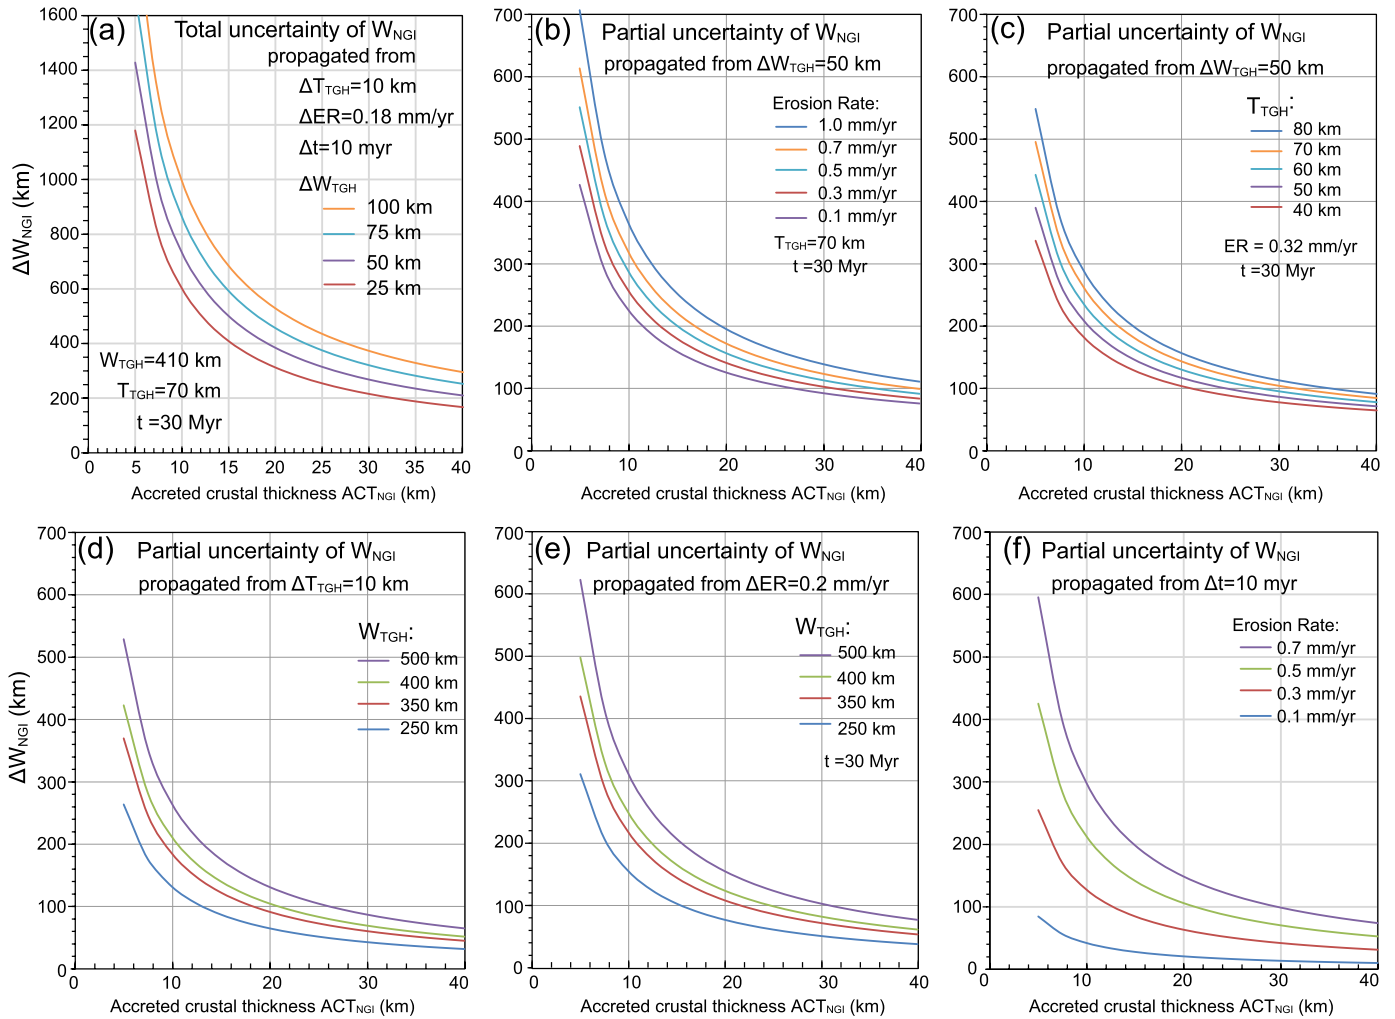 (a) Total uncertainty of WNGI
propagated from
ΔTTGH=10 km
ΔER=0.18 mm/yr
Δt=10 myr
ΔWTGH
100 km
75 km
50 km
25 km
WTGH=410 km
TTGH=70 km
t =30 Myr
ΔWNGI (km)
1600
1400
1200
1000
800
600
400
200
0
0 5 10 15 20 25 30 35 40
Accreted crustal thickness ACTNGI (km)
(b) Partial uncertainty of WNGI
propagated from ΔWTGH=50 km
Erosion Rate:
1.0 mm/yr
0.7 mm/yr
0.5 mm/yr
0.3 mm/yr
0.1 mm/yr
TTGH=70 km
t =30 Myr
700
600
500
400
300
200
100
0
0 10 20 30 40
Accreted crustal thickness ACTNGI (km)
(c) Partial uncertainty of WNGI
propagated from ΔWTGH=50 km
TTGH:
80 km
70 km
60 km
50 km
40 km
ER = 0.32 mm/yr
t =30 Myr
700
600
500
400
300
200
100
0
0 10 20 30 40
Accreted crustal thickness ACTNGI (km)
(d) Partial uncertainty of WNGI
propagated from ΔTTGH=10 km
WTGH:
500 km
400 km
350 km
250 km
ΔWNGI (km)
700
600
500
400
300
200
100
0
0 10 20 30 40
Accreted crustal thickness ACTNGI (km)
(e) Partial uncertainty of WNGI
propagated from ΔER=0.2 mm/yr
WTGH:
500 km
400 km
350 km
250 km
t =30 Myr
700
600
500
400
300
200
100
0
0 10 20 30 40
Accreted crustal thickness ACTNGI (km)
(f) Partial uncertainty of WNGI
propagated from Δt=10 myr
Erosion Rate:
0.7 mm/yr
0.5 mm/yr
0.3 mm/yr
0.1 mm/yr
700
600
500
400
300
200
100
0
0 10 20 30 40
Accreted crustal thickness ACTNGI (km)